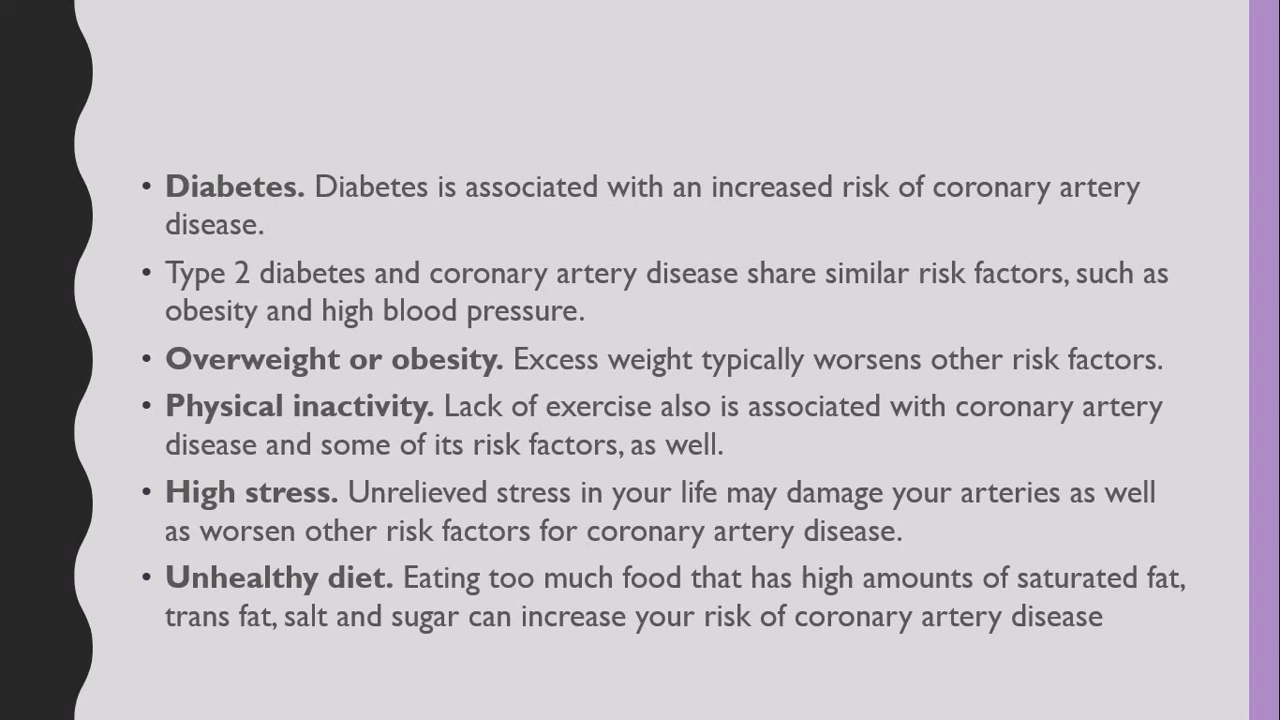 • Diabetes. Diabetes is associated with an increased risk of coronary artery
disease.
• Type 2 diabetes and coronary artery disease share similar risk factors, such as
obesity and high blood pressure.
• Overweight or obesity. Excess weight typically worsens other risk factors.
• Physical inactivity. Lack of exercise also is associated with coronary artery
disease and some of its risk factors, as well.
• High stress. Unrelieved stress in your life may damage your arteries as well
as worsen other risk factors for coronary artery disease.
• Unhealthy diet. Eating too much food that has high amounts of saturated fat,
trans fat, salt and sugar can increase your risk of coronary artery disease